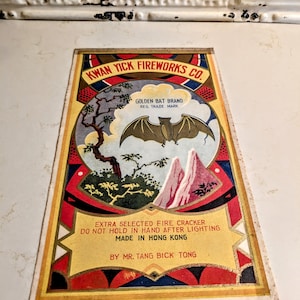 KWAN YICK FIREWORKS CO.
GOLDEN BAT BRAND
REG. TRADE MARK
EXTRA SELECTED FIRE CRACKER
DO NOT HOLD IN HAND AFTER LIGHTING
MADE IN HONG KONG
BY MR. TANG BICK TONG